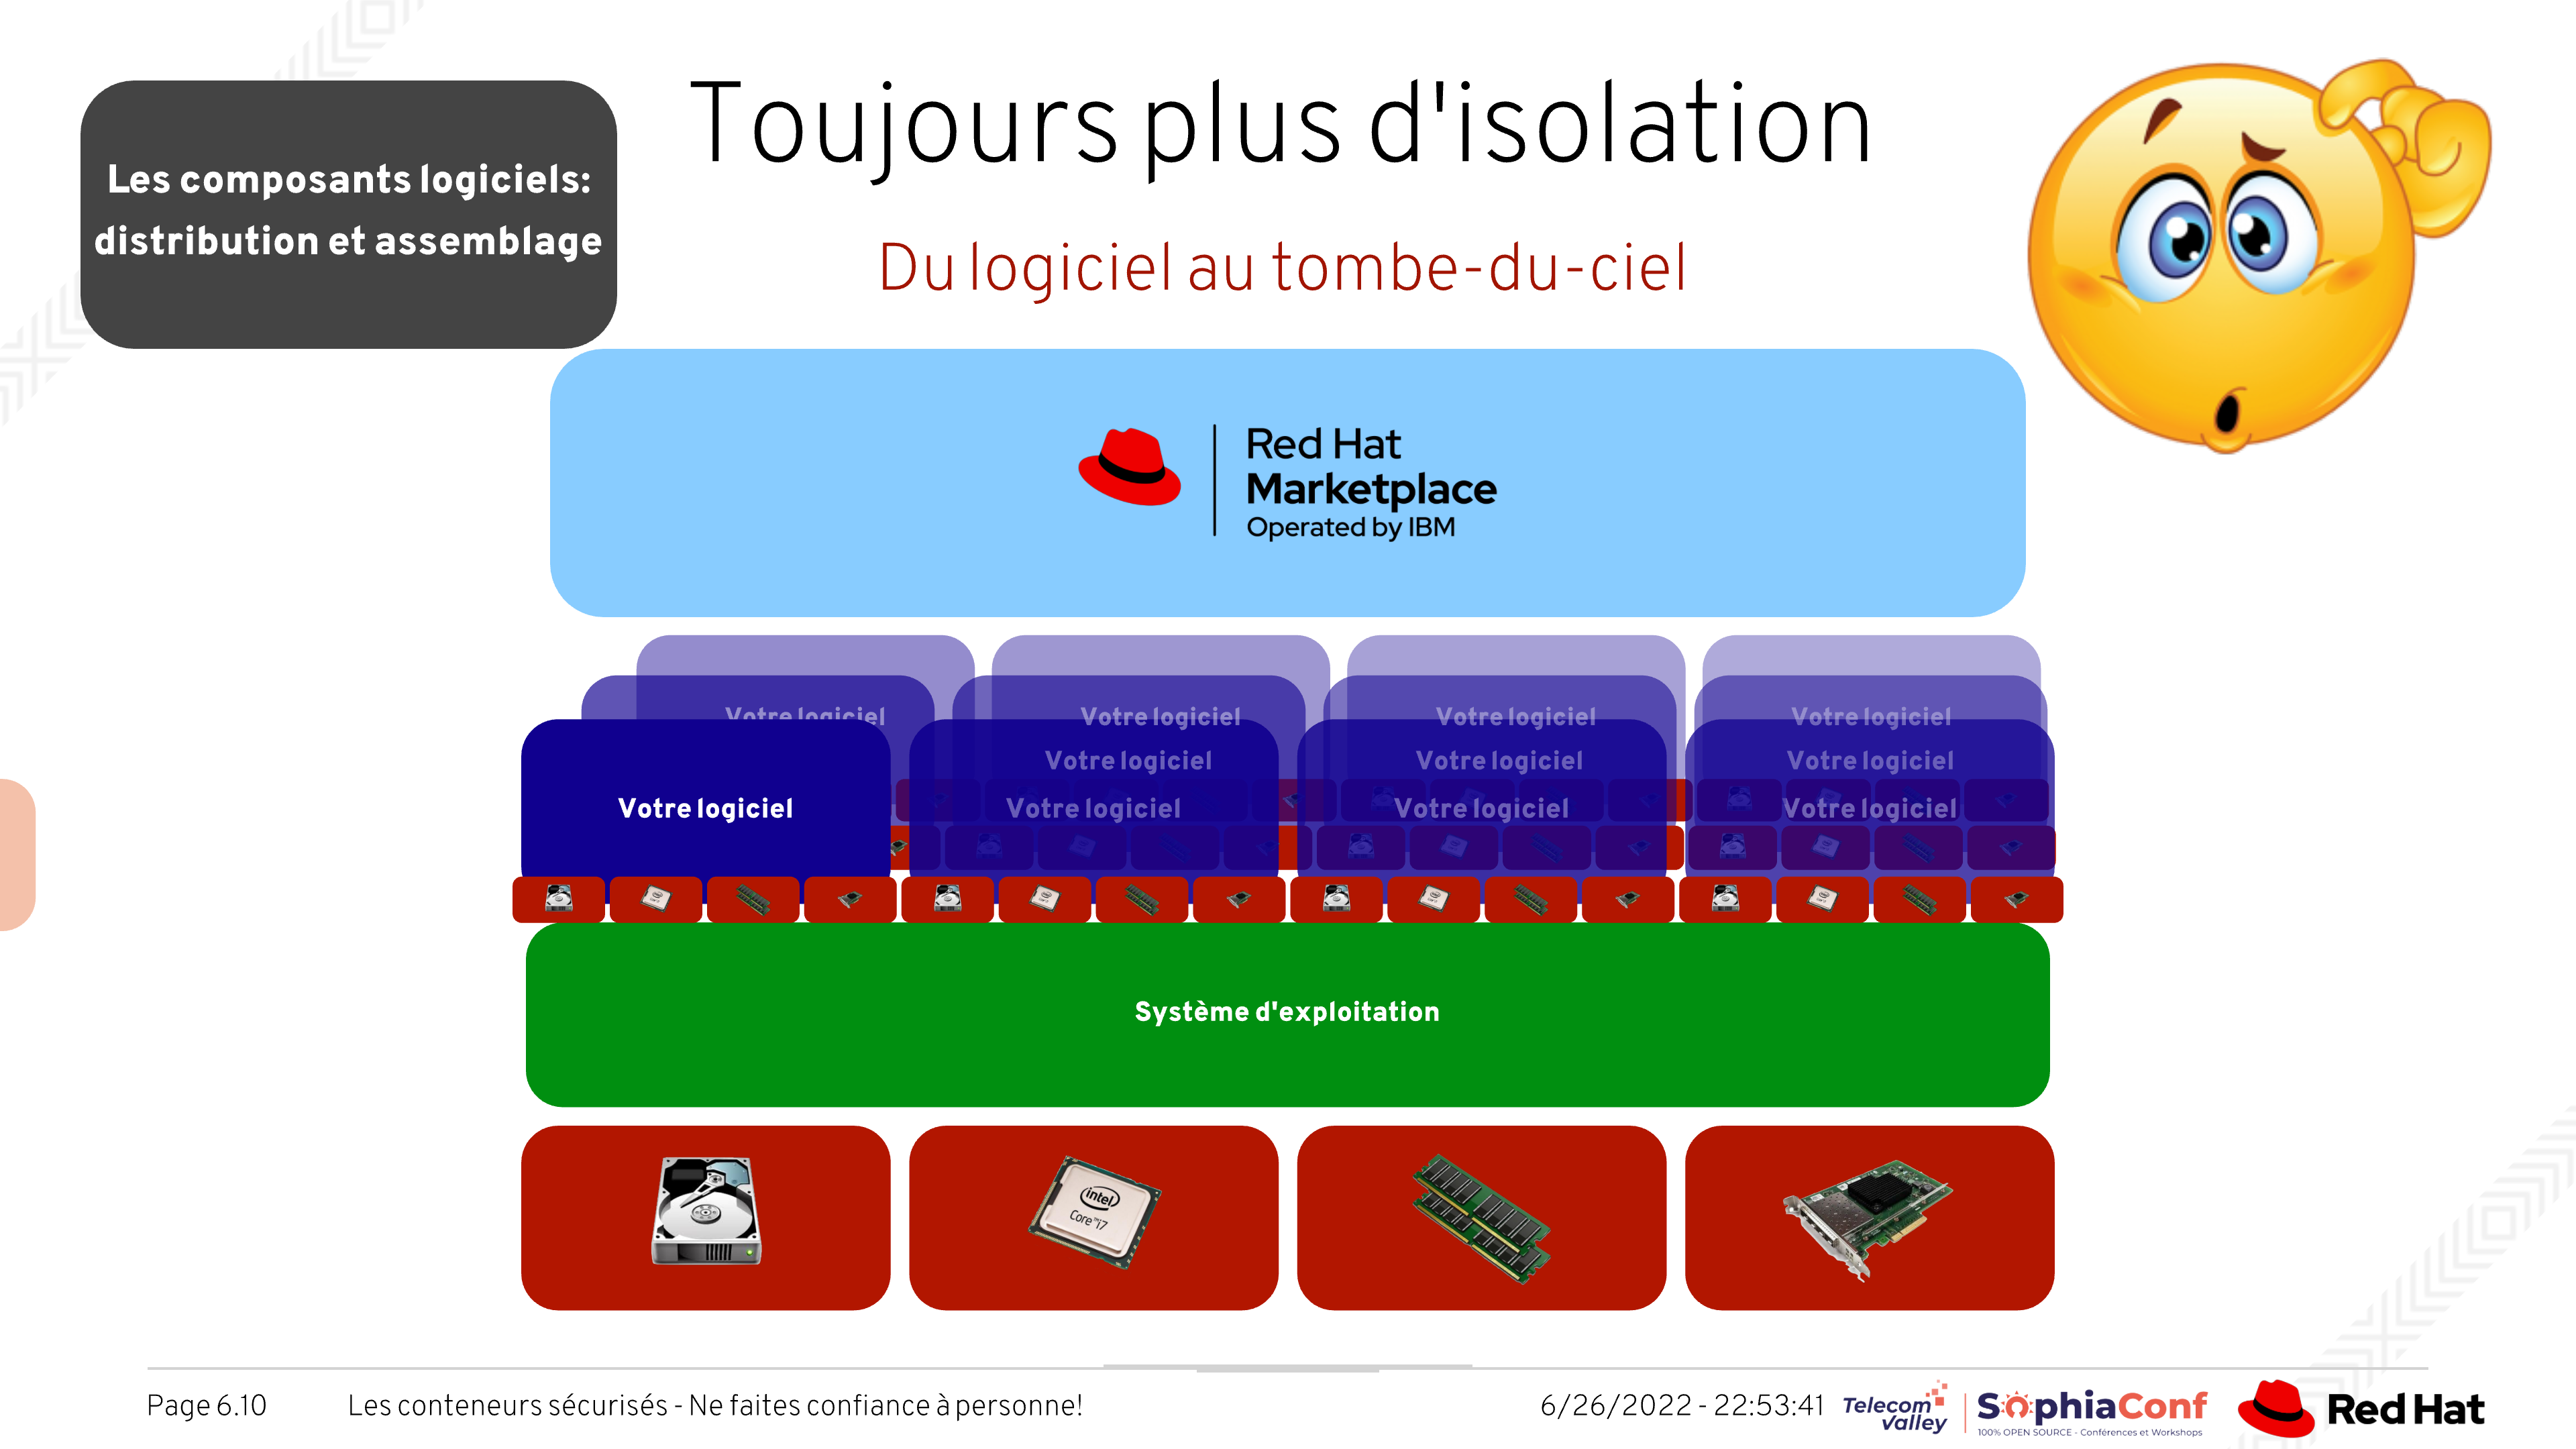 Les composants logiciels:
distribution et assemblage
Toujours plus d'isolation
Du logiciel au tombe-du-ciel
Red Hat
Marketplace
Operated by IBM
Votre logiciel
Votre logiciel
Votre logiciel
Votre logiciel
Votre logiciel
Votre logiciel
Votre logiciel
Votre logiciel
Votre logiciel
Votre logiciel
Votre logiciel
Système d'exploitation
intel
Core i7
Page 6.10
Les conteneurs sécurisés - Ne faites confiance à personne!
6/26/2022 - 22:53:41
Telecom
Valley
SophiaConf
100% OPEN SOURCE - Conférences et Workshops
Red Hat